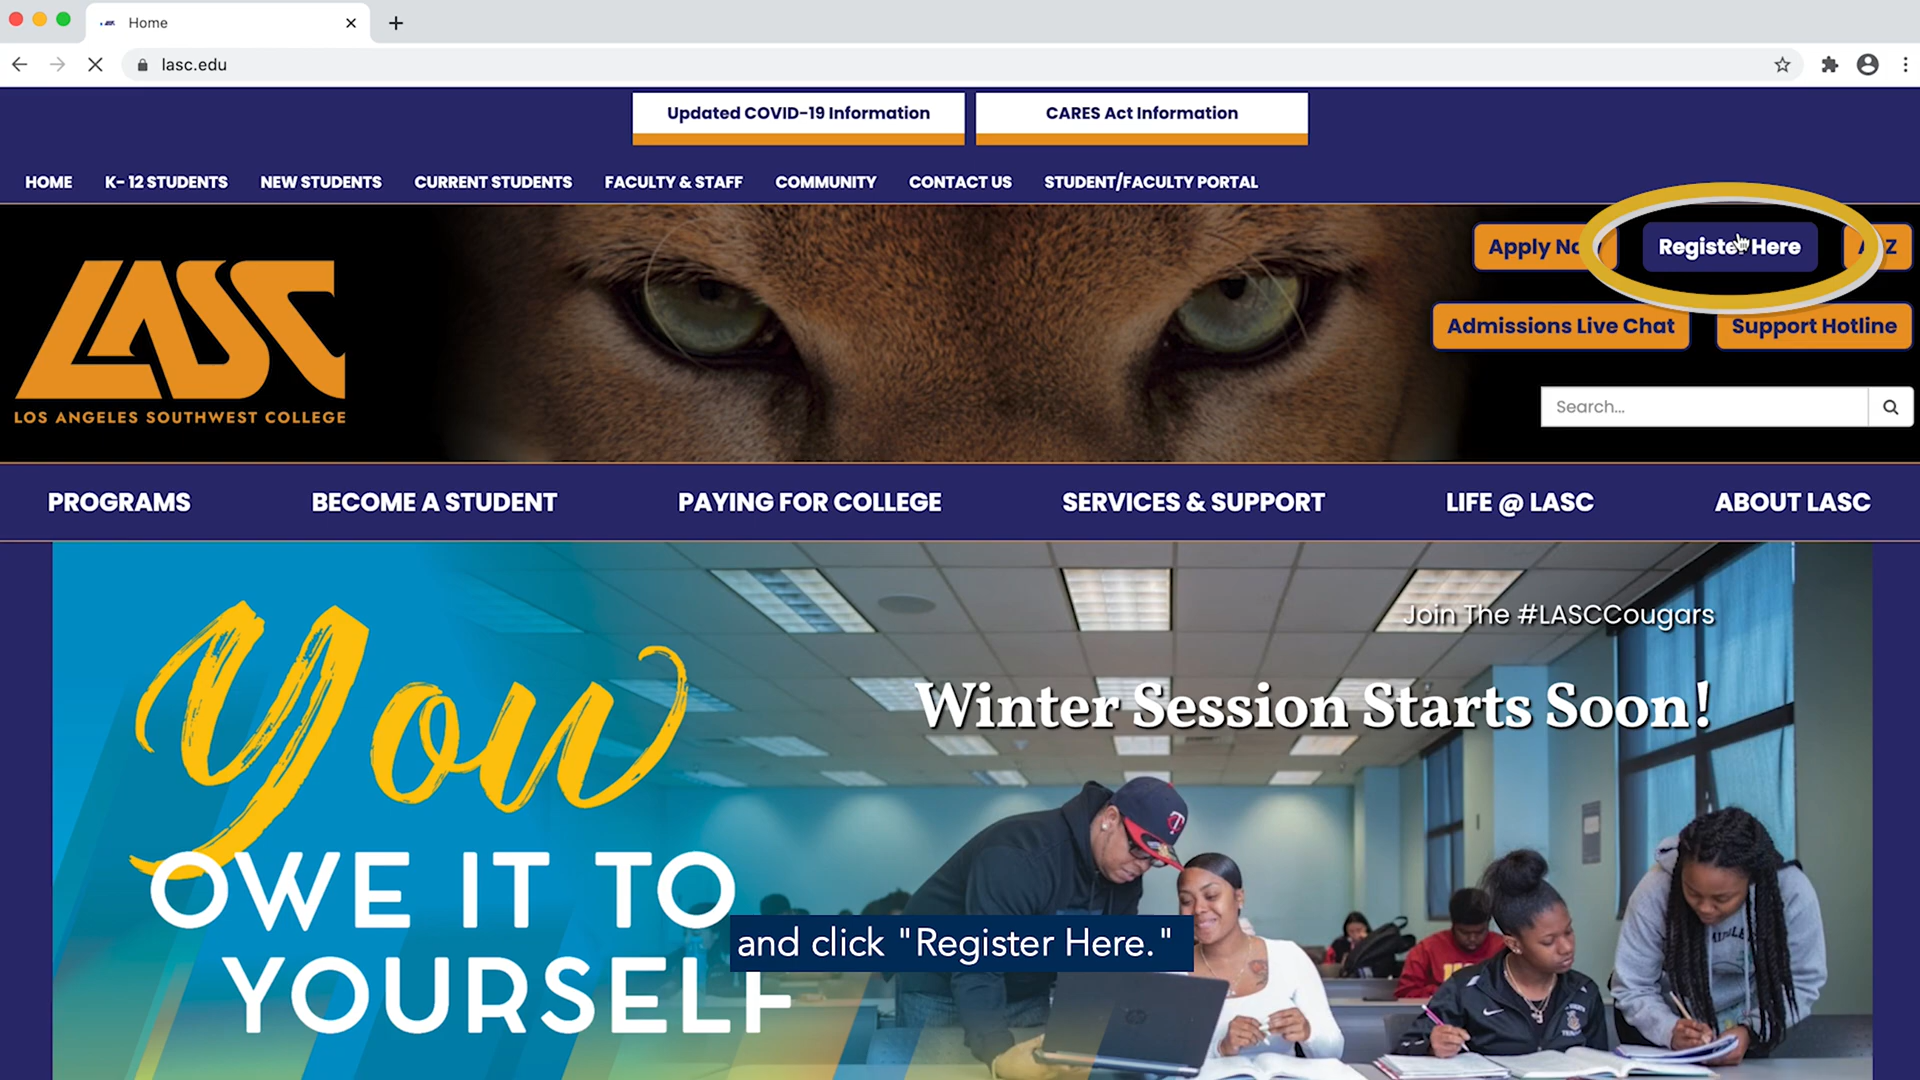 Home
lasc.edu
Updated COVID-19 Information
CARES Act Information
HOME
K- 12 STUDENTS
NEW STUDENTS
CURRENT STUDENTS
FACULTY & STAFF
COMMUNITY
CONTACT US
STUDENT/FACULTY PORTAL
Apply
Register Here
Z
LASC
LOS ANGELES SOUTHWEST COLLEGE
Admissions Live Chat
Support Hotline
Search...
PROGRAMS
BECOME A STUDENT
PAYING FOR COLLEGE
SERVICES & SUPPORT
LIFE @ LASC
ABOUT LASC
Join The #LASCCougars
Winter Session Starts Soon!
You
OWE IT TO
YOURSELF
and click "Register Here."